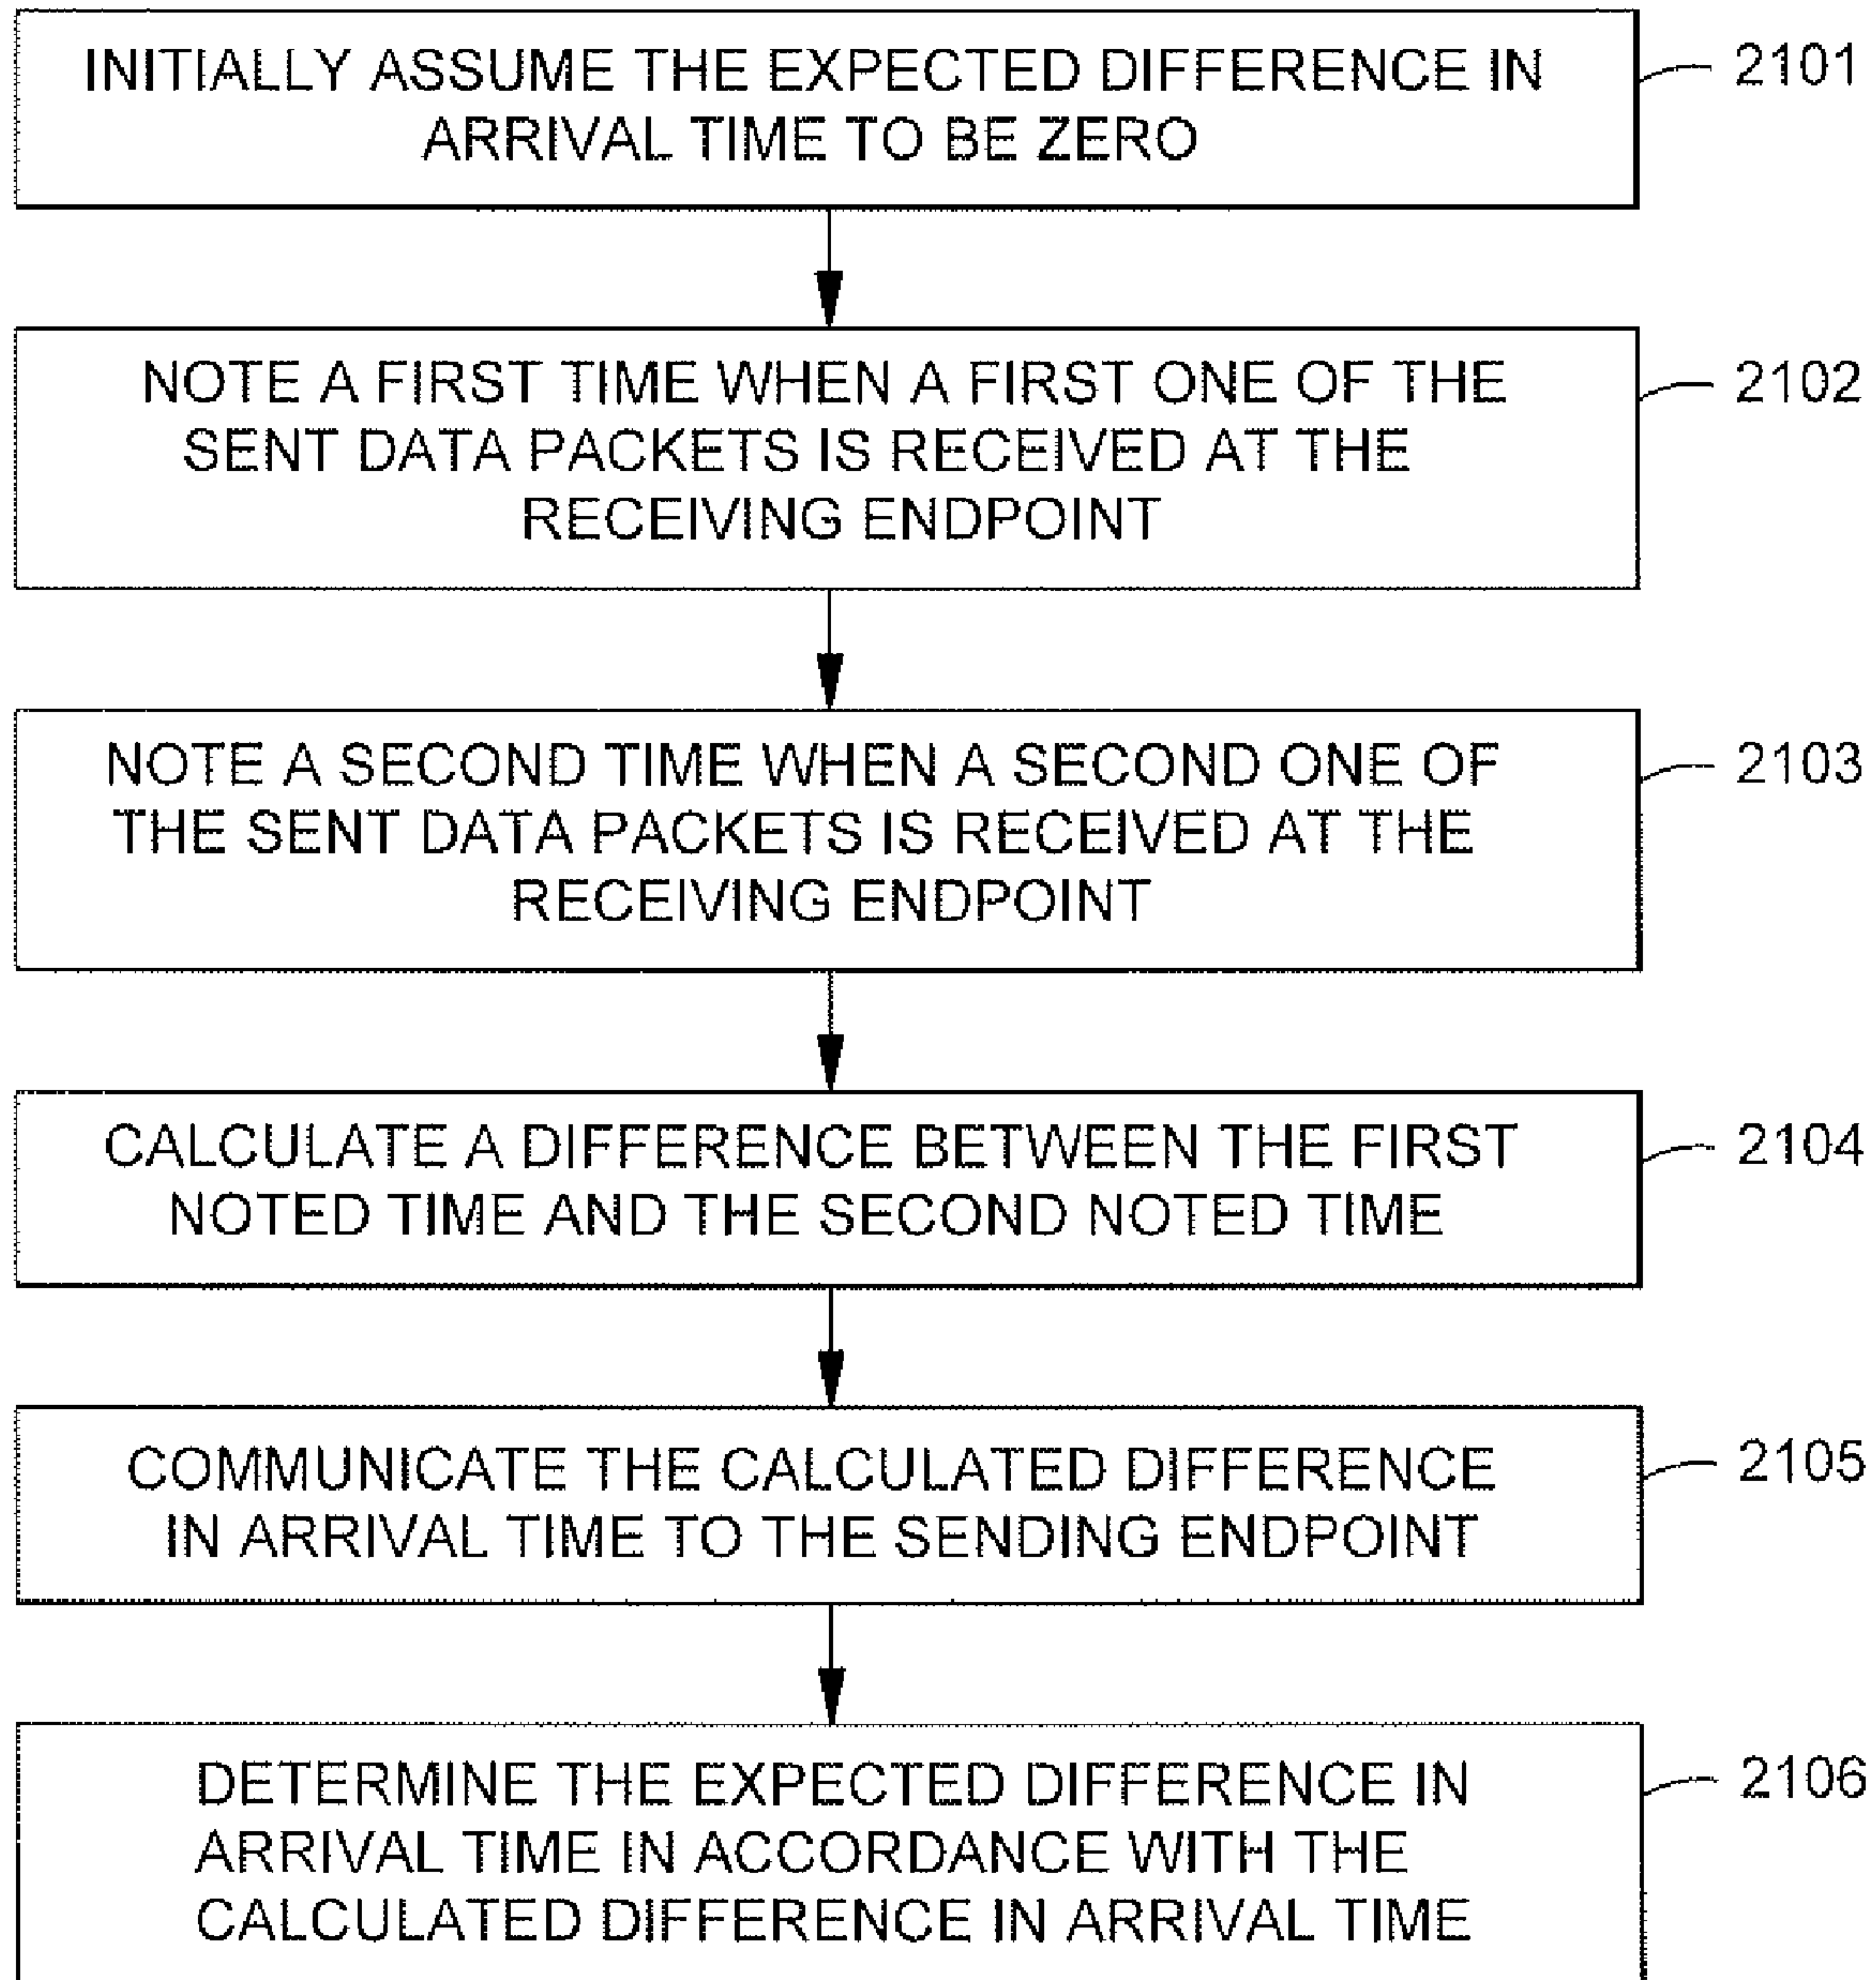 INITIALLY ASSUME THE EXPECTED DIFFERENCE IN
ARRIVAL TIME TO BE ZERO
2101
NOTE A FIRST TIME WHEN A FIRST ONE OF THE
SENT DATA PACKETS IS RECEIVED AT THE
RECEIVING ENDPOINT
2102
NOTE A SECOND TIME WHEN A SECOND ONE OF
THE SENT DATA PACKETS IS RECEIVED AT THE
RECEIVING ENDPOINT
2103
CALCULATE A DIFFERENCE BETWEEN THE FIRST
NOTED TIME AND THE SECOND NOTED TIME
2104
COMMUNICATE THE CALCULATED DIFFERENCE
IN ARRIVAL TIME TO THE SENDING ENDPOINT
2105
DETERMINE THE EXPECTED DIFFERENCE IN
ARRIVAL TIME IN ACCORDANCE WITH THE
CALCULATED DIFFERENCE IN ARRIVAL TIME
2106